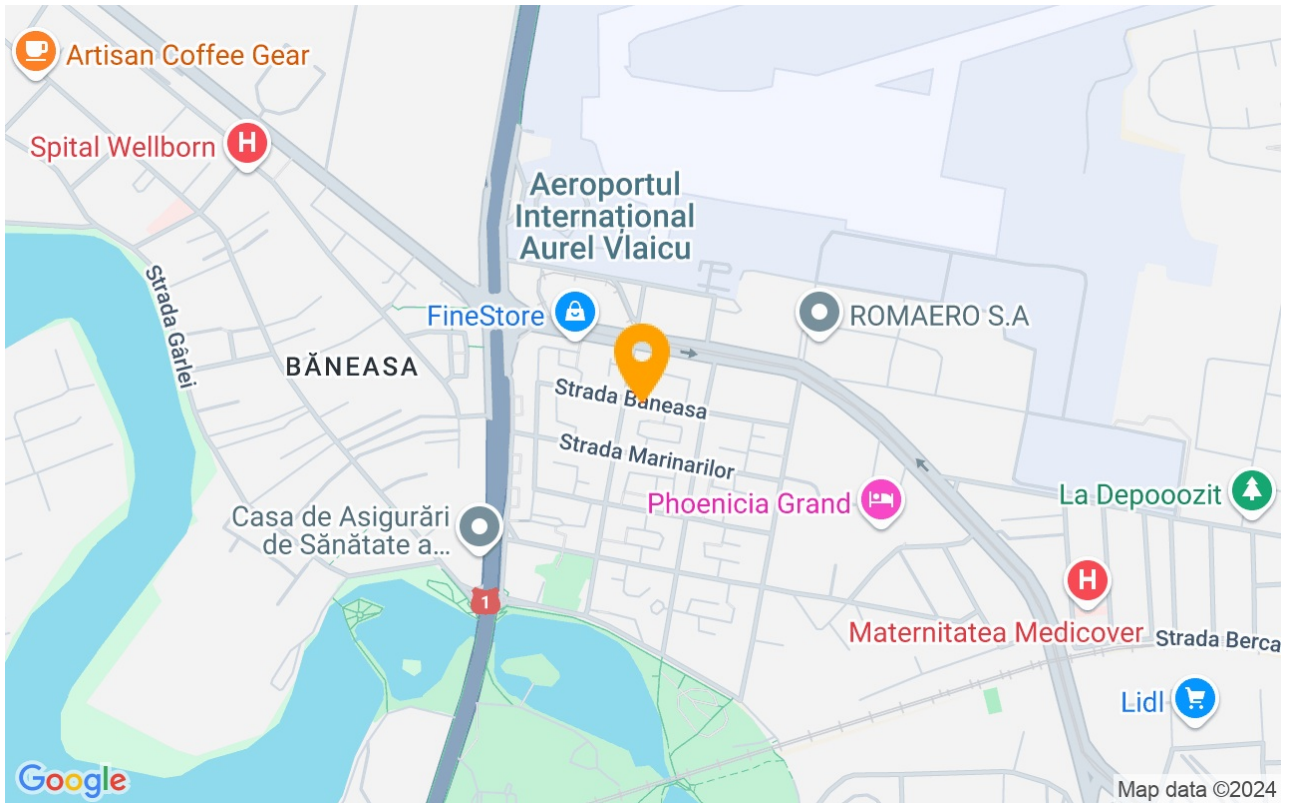 Artisan Coffee Gear
Spital Wellborn
H
Aeroportul
Internațional
Aurel Vlaicu
Strada Gârlei
FineStore
ROMAERO S.A
BĂNEASA
Strada Băneasa
Strada Marinarilor
Phoenicia Grand
La Depooozit
Casa de Asigurări
de Sănătate a...
H
1
Maternitatea Medicover
Strada Berca
Lidl
Google
Map data ©2024